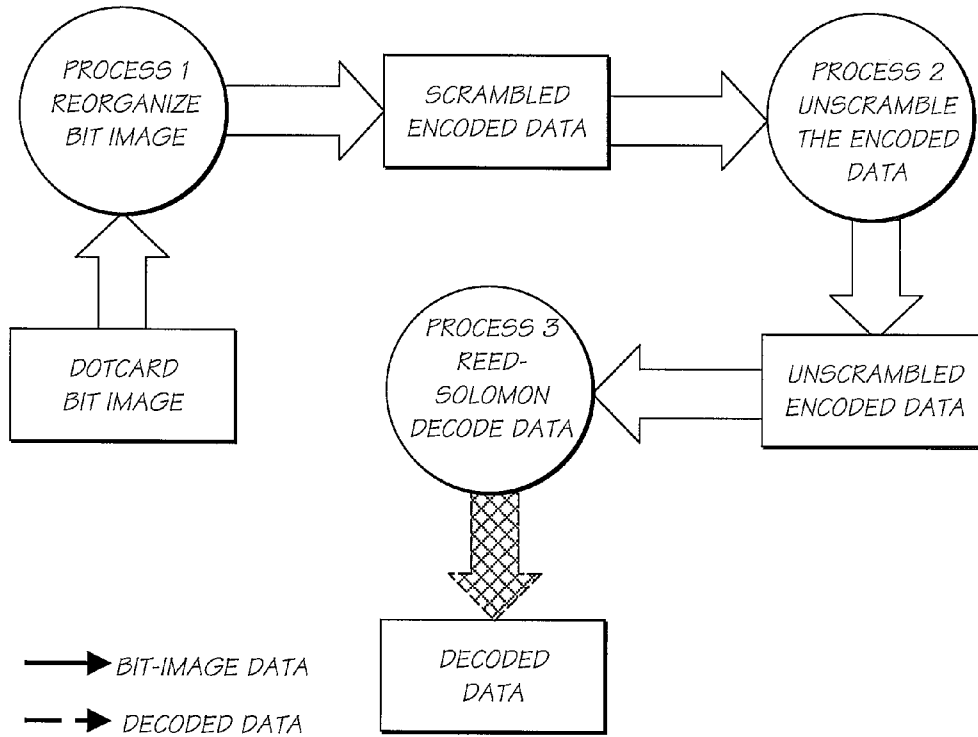 PROCESS 1
REORGANIZE
BIT IMAGE
SCRAMBLED
ENCODED DATA
PROCESS 2
UNSCRAMBLE
THE ENCODED
DATA
DOTCARD
BIT IMAGE
PROCESS 3
REED-
SOLOMON
DECODE DATA
UNSCRAMBLED
ENCODED DATA
DECODED
DATA
BIT-IMAGE DATA
DECODED DATA